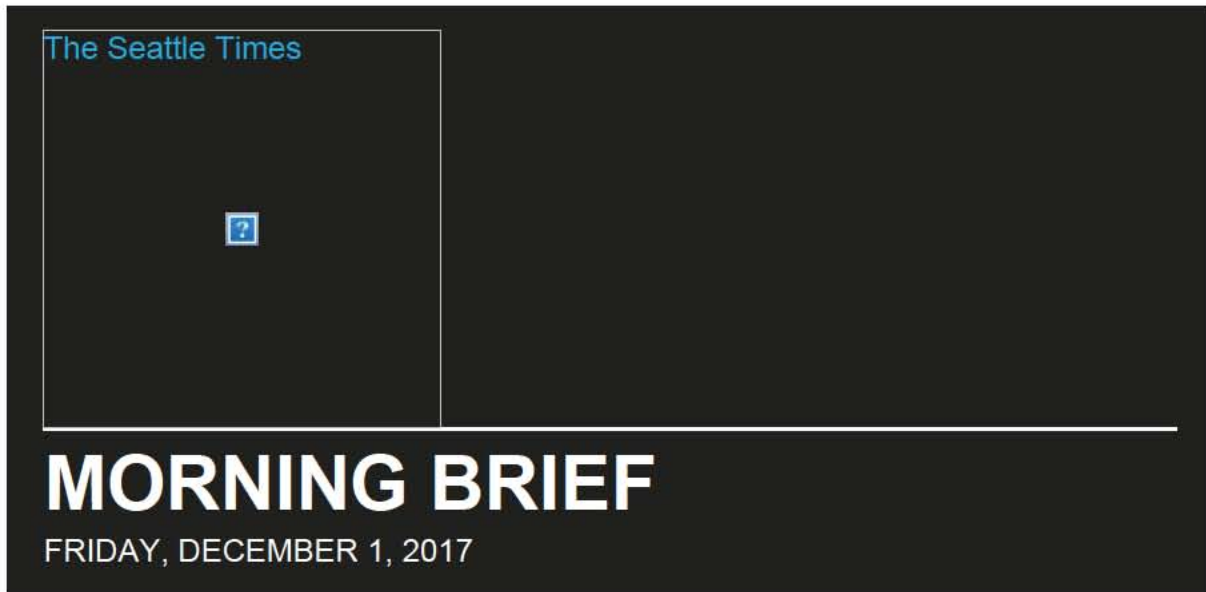 The Seattle Times
?
MORNING BRIEF
FRIDAY, DECEMBER 1, 2017